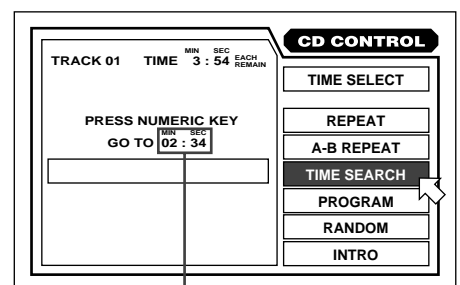 CD CONTROL
MIN SEC
TRACK 01 TIME 3 : 54 EACH REMAIN
PRESS NUMERIC KEY
MIN SEC
GO TO 02 : 34
TIME SELECT
REPEAT
A-B REPEAT
TIME SEARCH
PROGRAM
RANDOM
INTRO